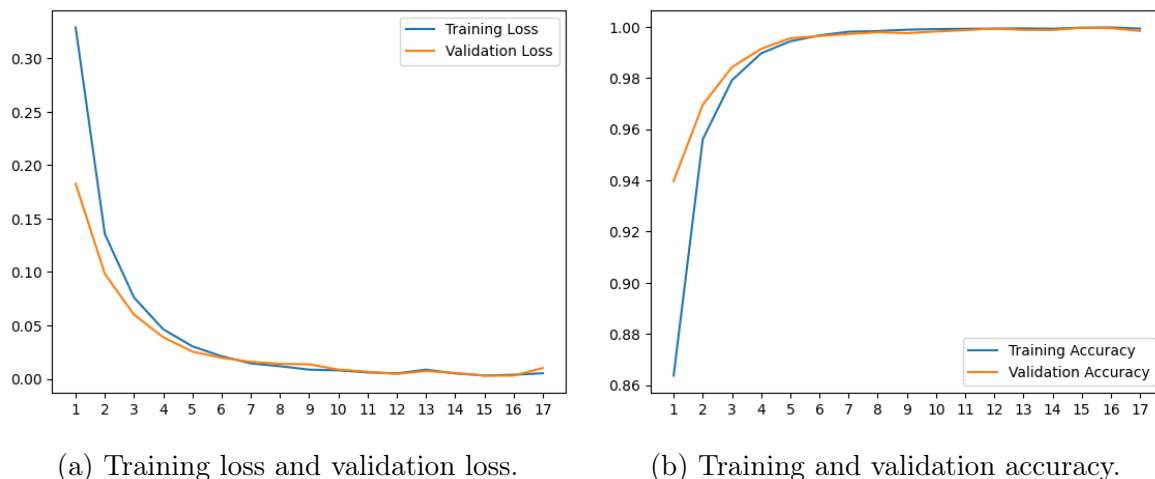 Training Loss
Validation Loss
0.30
0.25
0.20
0.15
0.10
0.05
0.00
1 2 3 4 5 6 7 8 9 10 11 12 13 14 15 16 17
(a) Training loss and validation loss.
1.00
0.98
0.96
0.94
0.92
0.90
0.88
0.86
Training Accuracy
Validation Accuracy
1 2 3 4 5 6 7 8 9 10 11 12 13 14 15 16 17
(b) Training and validation accuracy.